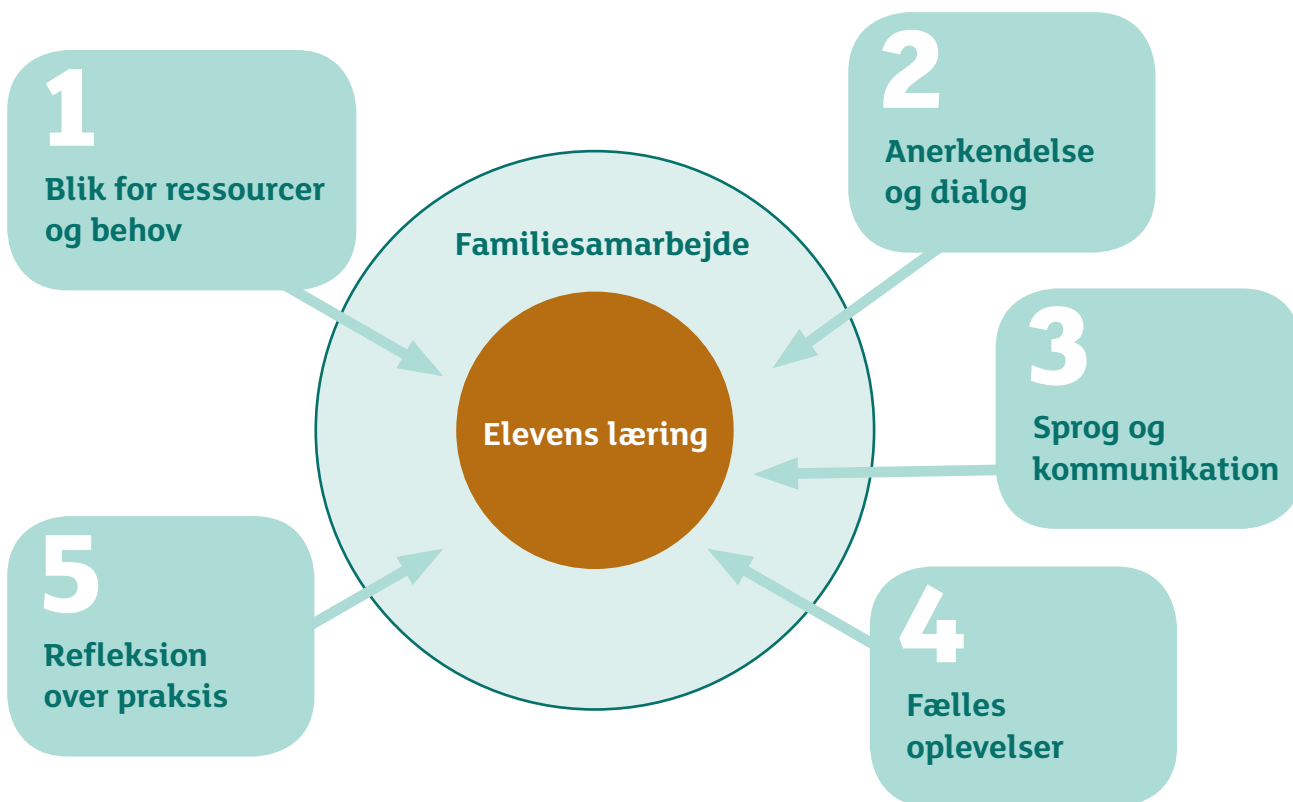 1
Blik for ressourcer
og behov
2
Anerkendelse
og dialog
Familiesamarbejde
3
Sprog og
kommunikation
Elevens læring
4
Fælles
oplevelser
5
Refleksion
over praksis